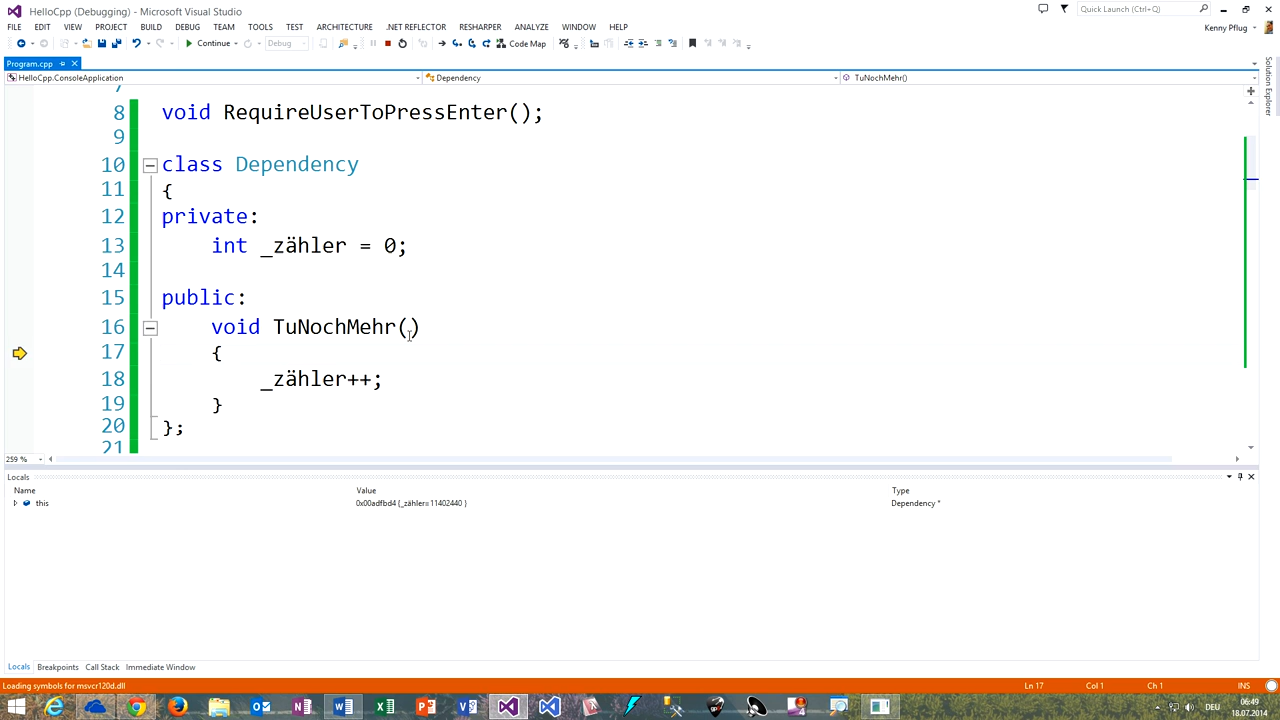 HelloCpp (Debugging) - Microsoft Visual Studio
Quick Launch (Ctrl+Q)
FILE EDIT VIEW PROJECT BUILD DEBUG TEAM TOOLS TEST ARCHITECTURE .NET REFLECTOR RESHARPER ANALYZE WINDOW HELP
Kenny Pflug
Continue Debug Code Map
Program.cpp
HelloCpp.ConsoleApplication Dependency TuNochMehr()
Solution Explorer
7
8 void RequireUserToPressEnter();
9
10 class Dependency
11 {
12 private:
13 int _zähler = 0;
14
15 public:
16 void TuNochMehr()
17 {
18 _zähler++;
19 }
20 };
21
259 %
Locals
Name Value Type
this 0x00adfbd4 {_zähler=11402440 } Dependency *
Locals Breakpoints Call Stack Immediate Window
Loading symbols for msvcr120d.dll Ln 17 Col 1 Ch 1 INS
DEU 06:49
18.07.2014